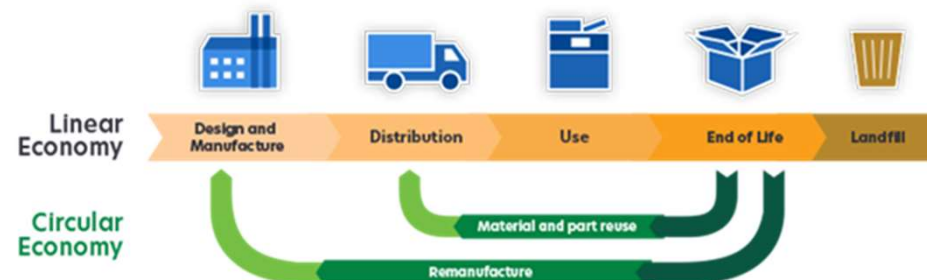 Linear
Economy
Design and
Manufacture
Distribution
Use
End of Life
Landfill
Circular
Economy
Material and part reuse
Remanufacture